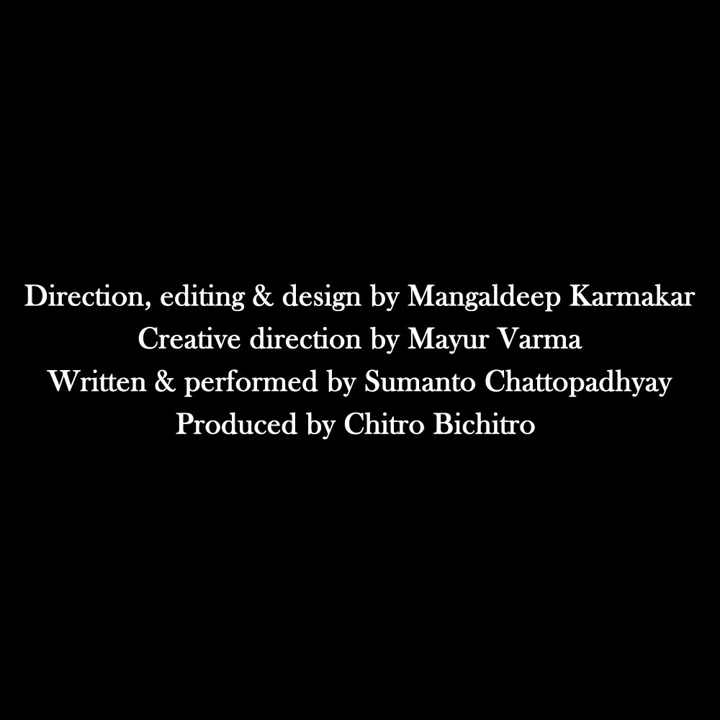 Direction, editing & design by Mangaldeep Karmakar
Creative direction by Mayur Varma
Written & performed by Sumanto Chattopadhyay
Produced by Chitro Bichitro